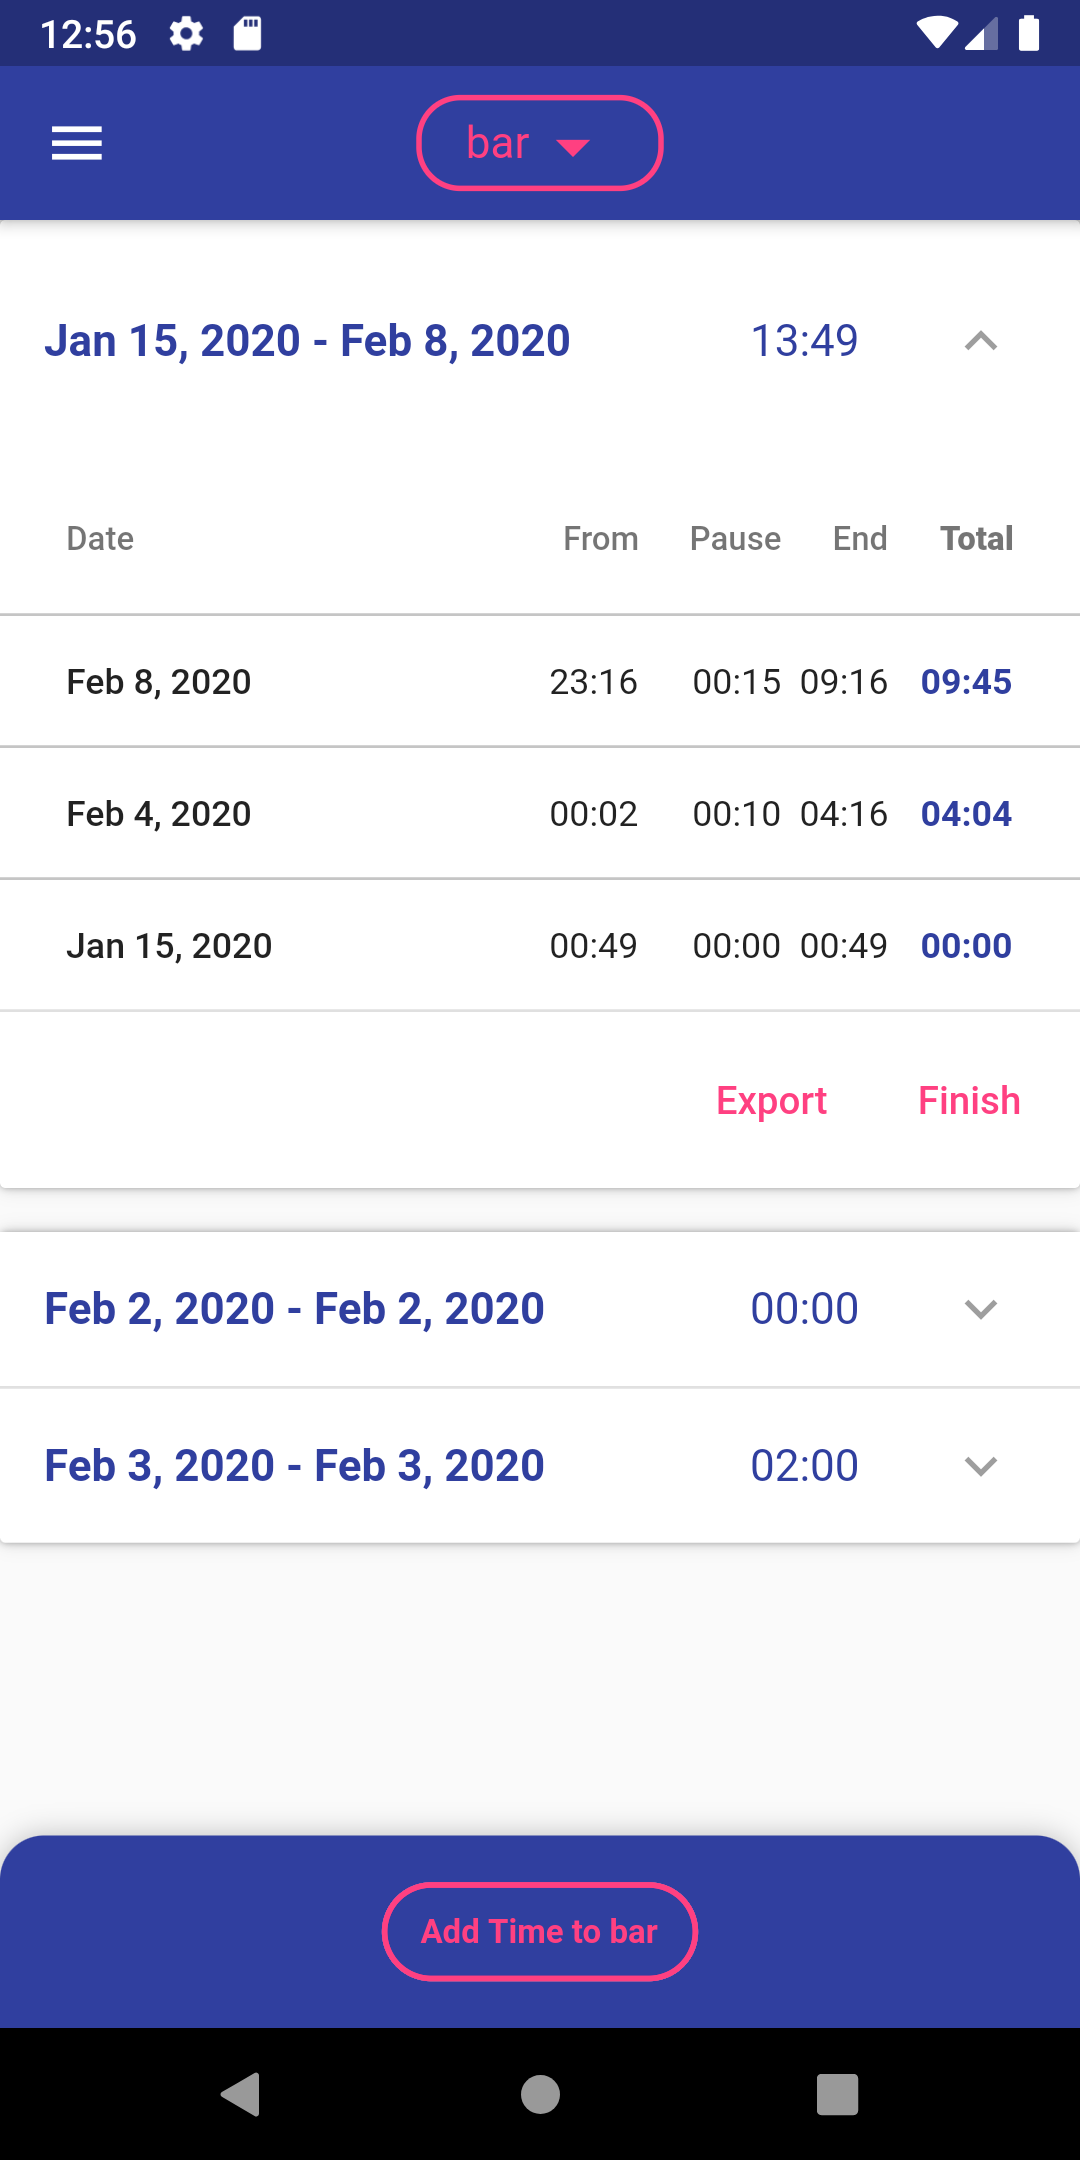 12:56
bar
Jan 15, 2020 - Feb 8, 2020 13:49
Date From Pause End Total
Feb 8, 2020 23:16 00:15 09:16 09:45
Feb 4, 2020 00:02 00:10 04:16 04:04
Jan 15, 2020 00:49 00:00 00:49 00:00
Export Finish
Feb 2, 2020 - Feb 2, 2020 00:00
Feb 3, 2020 - Feb 3, 2020 02:00
Add Time to bar